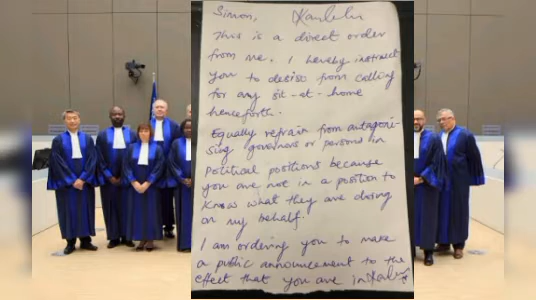 Simon,
This is a direct order
from me. I hereby instruct
you to desist from calling
for any sit-at-home
henceforth.
Equally refrain from antagoni-
sing governors or persons in
Political positions because
you are not in a position to
know what they are doing
on my behalf.
I am ordering you to make
a public announcement to the
effect that you are in